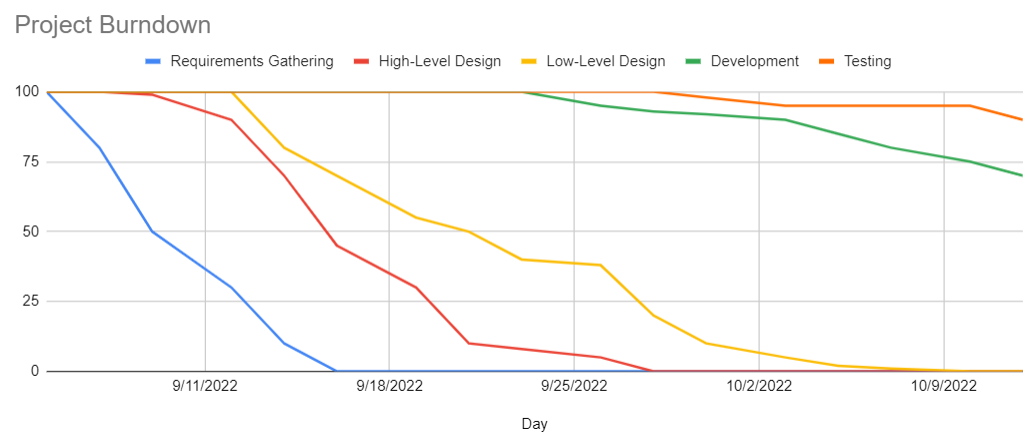 Project Burndown
Requirements Gathering High-Level Design Low-Level Design Development Testing
100
75
50
25
0
9/11/2022 9/18/2022 9/25/2022 10/2/2022 10/9/2022
Day